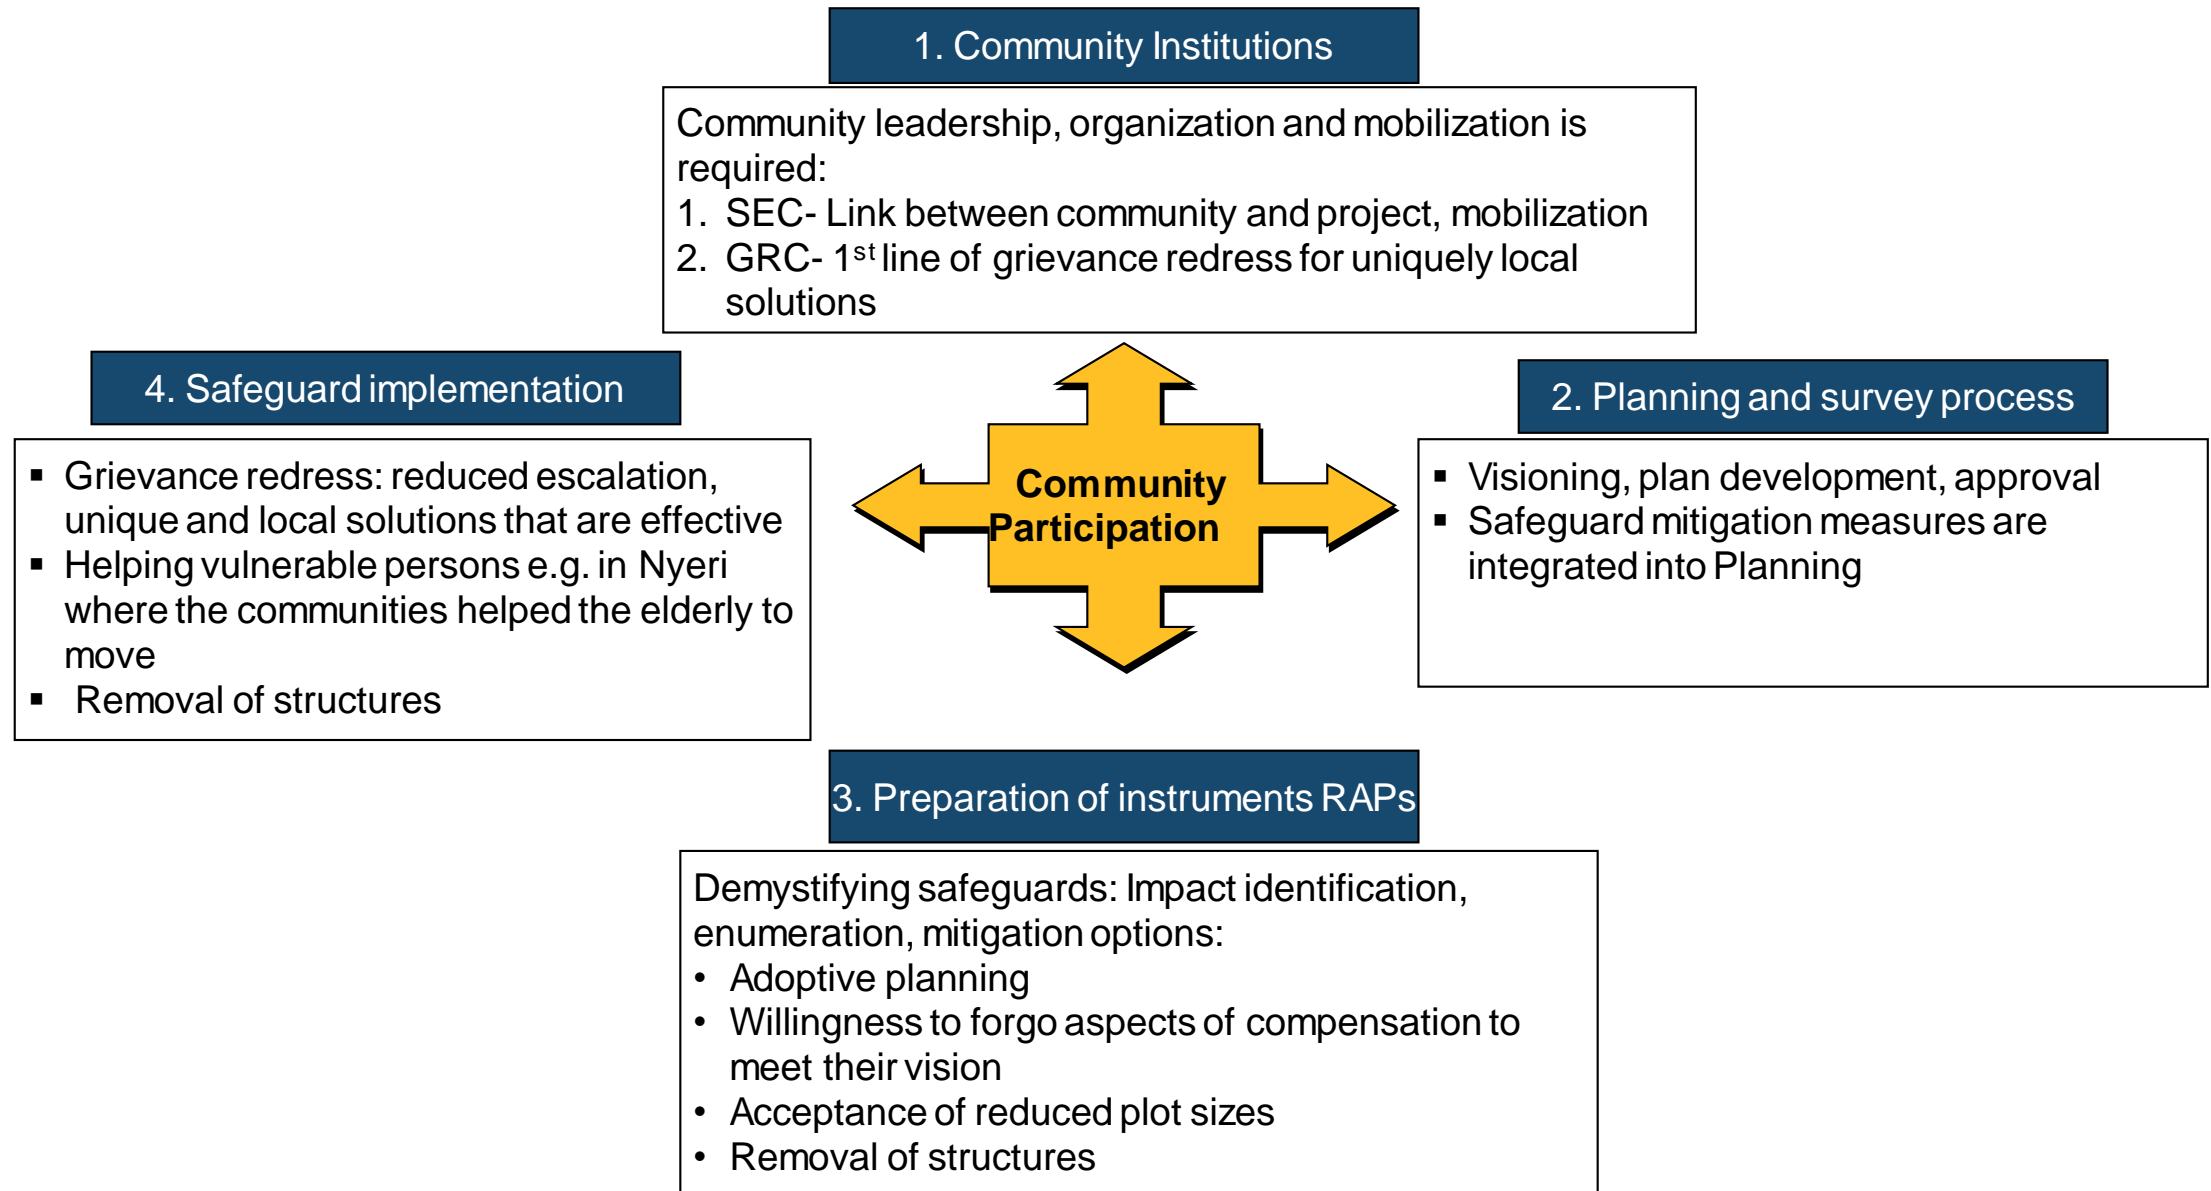 1. Community Institutions
Community leadership, organization and mobilization is
required:
1. SEC- Link between community and project, mobilization
2. GRC- 1st line of grievance redress for uniquely local
solutions
4. Safeguard implementation
▪ Grievance redress: reduced escalation,
unique and local solutions that are effective
▪ Helping vulnerable persons e.g. in Nyeri
where the communities helped the elderly to
move
▪ Removal of structures
Community
Participation
2. Planning and survey process
▪ Visioning, plan development, approval
▪ Safeguard mitigation measures are
integrated into Planning
3. Preparation of instruments RAPs
Demystifying safeguards: Impact identification,
enumeration, mitigation options:
• Adoptive planning
• Willingness to forgo aspects of compensation to
meet their vision
• Acceptance of reduced plot sizes
• Removal of structures